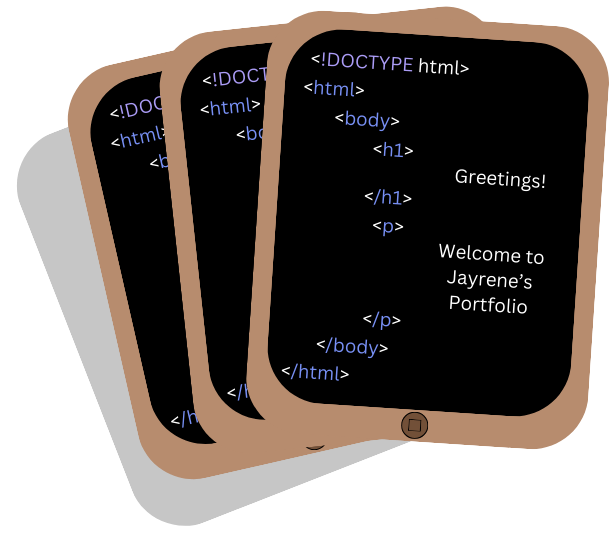 <!DOCTYPE html>
<html>
<body>
<h1>
Greetings!
</h1>
<p>
Welcome to
Jayrene’s
Portfolio
</p>
</body>
</html>
<!DOCT
<html>
<bo
</h
<!DOC
<html>
<b
</h